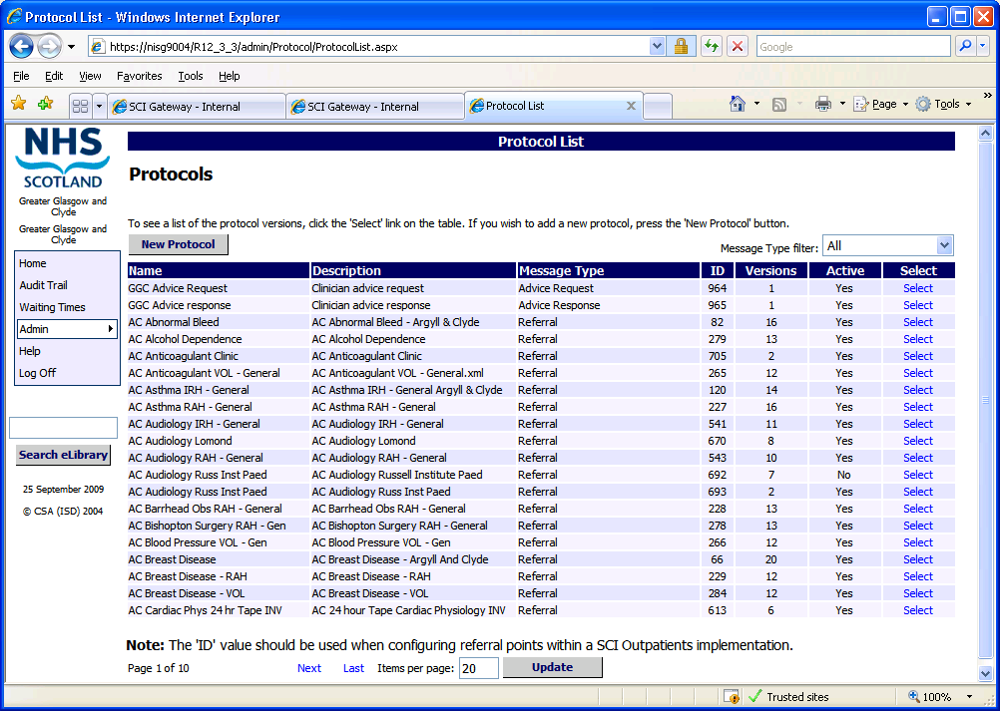 Protocol List - Windows Internet Explorer
https://nisg9004/R12_3_3/admin/Protocol/ProtocolList.aspx
Google
File Edit View Favorites Tools Help
SCI Gateway - Internal SCI Gateway - Internal Protocol List Page Tools
NHS
SCOTLAND
Greater Glasgow and
Clyde
Greater Glasgow and
Clyde
Home
Audit Trail
Waiting Times
Admin
Help
Log Off
Search eLibrary
25 September 2009
© CSA (ISD) 2004
Protocol List
Protocols
To see a list of the protocol versions, click the 'Select' link on the table. If you wish to add a new protocol, press the 'New Protocol' button.
New Protocol Message Type filter: All
Name Description Message Type ID Versions Active Select
GGC Advice Request Clinician advice request Advice Request 964 1 Yes Select
GGC Advice response Clinician advice response Advice Response 965 1 Yes Select
AC Abnormal Bleed AC Abnormal Bleed - Argyll & Clyde Referral 82 16 Yes Select
AC Alcohol Dependence AC Alcohol Dependence Referral 279 13 Yes Select
AC Anticoagulant Clinic AC Anticoagulant Clinic Referral 705 2 Yes Select
AC Anticoagulant VOL - General AC Anticoagulant VOL - General.xml Referral 265 12 Yes Select
AC Asthma IRH - General AC Asthma IRH - General Argyll & Clyde Referral 120 14 Yes Select
AC Asthma RAH - General AC Asthma RAH - General Referral 227 16 Yes Select
AC Audiology IRH - General AC Audiology IRH - General Referral 541 11 Yes Select
AC Audiology Lomond AC Audiology Lomond Referral 670 8 Yes Select
AC Audiology RAH - General AC Audiology RAH - General Referral 543 10 Yes Select
AC Audiology Russ Inst Paed AC Audiology Russell Institute Paed Referral 692 7 No Select
AC Audiology Russ Inst Paed AC Audiology Russ Inst Paed Referral 693 2 Yes Select
AC Barrhead Obs RAH - General AC Barrhead Obs RAH - General Referral 228 13 Yes Select
AC Bishopton Surgery RAH - Gen AC Bishopton Surgery RAH - General Referral 278 13 Yes Select
AC Blood Pressure VOL - Gen AC Blood Pressure VOL - Gen Referral 266 12 Yes Select
AC Breast Disease AC Breast Disease - Argyll And Clyde Referral 66 20 Yes Select
AC Breast Disease - RAH AC Breast Disease - RAH Referral 229 12 Yes Select
AC Breast Disease - VOL AC Breast Disease - VOL Referral 284 12 Yes Select
AC Cardiac Phys 24 hr Tape INV AC 24 hour Tape Cardiac Physiology INV Referral 613 6 Yes Select
Note: The 'ID' value should be used when configuring referral points within a SCI Outpatients implementation.
Page 1 of 10 Next Last Items per page: 20 Update
Trusted sites 100%